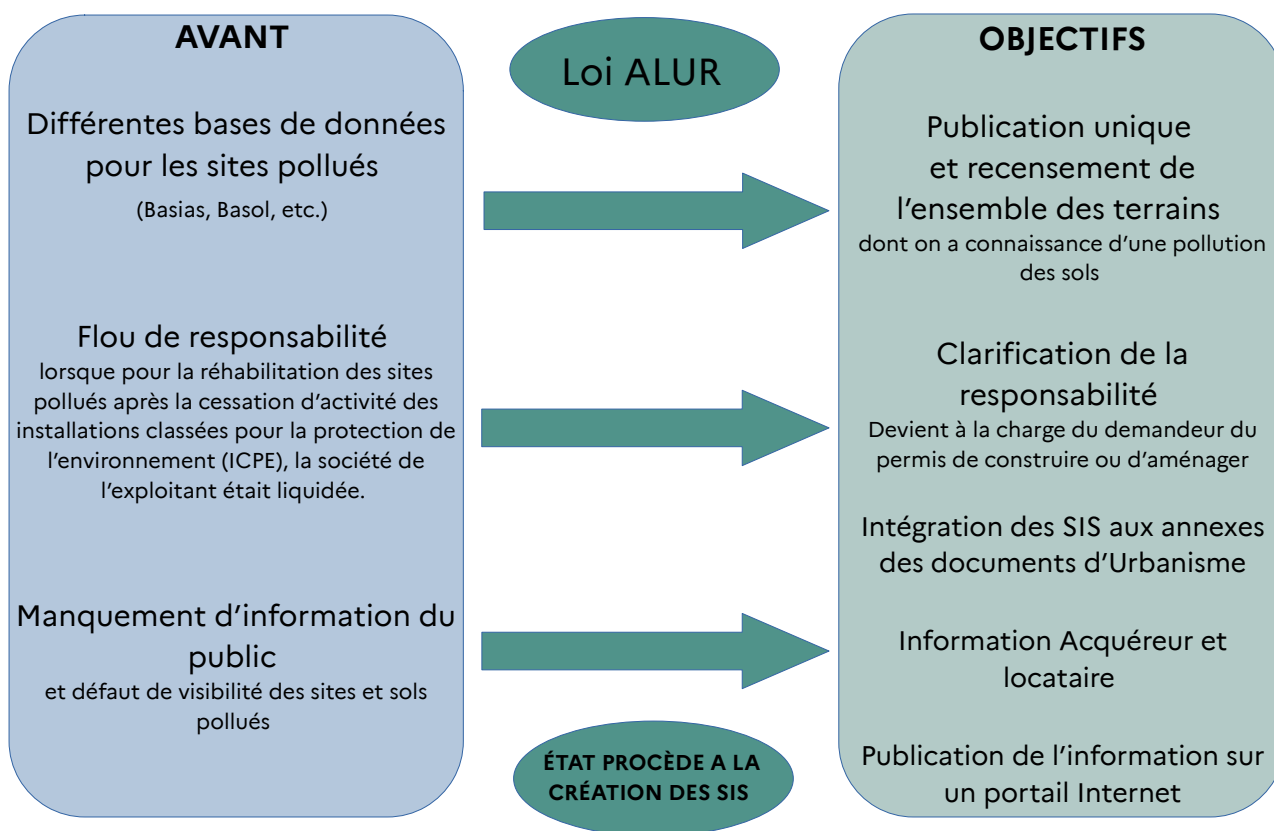 AVANT
Différentes bases de données
pour les sites pollués
(Basias, Basol, etc.)
Flou de responsabilité
lorsque pour la réhabilitation des sites
pollués après la cessation d’activité des
installations classées pour la protection de
l’environnement (ICPE), la société de
l’exploitant était liquidée.
Manquement d’information du
public
et défaut de visibilité des sites et sols
pollués
Loi ALUR
ÉTAT PROCÈDE A LA
CRÉATION DES SIS
OBJECTIFS
Publication unique
et recensement de
l’ensemble des terrains
dont on a connaissance d’une pollution
des sols
Clarification de la
responsabilité
Devient à la charge du demandeur du
permis de construire ou d’aménager
Intégration des SIS aux annexes
des documents d’Urbanisme
Information Acquéreur et
locataire
Publication de l’information sur
un portail Internet